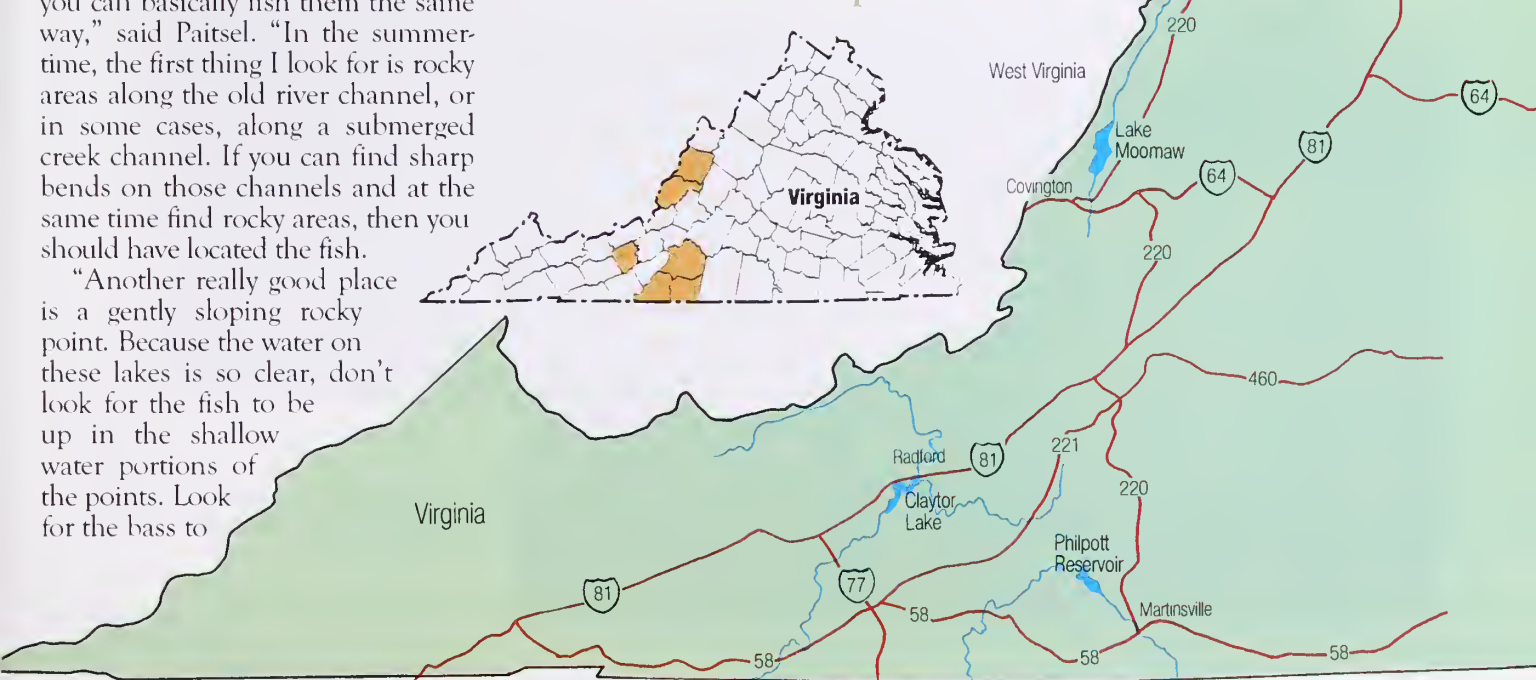 you can basically fish them the same
way,” said Paitsel. “In the summer-
time, the first thing I look for is rocky
areas along the old river channel, or
in some cases, along a submerged
creek channel. If you can find sharp
bends on those channels and at the
same time find rocky areas, then you
should have located the fish.
“Another really good place
is a gently sloping rocky
point. Because the water on
these lakes is so clear, don’t
look for the fish to be
up in the shallow
water portions of
the points. Look
for the bass to
Virginia
220
West Virginia
64
Lake
Moomaw
81
64
Covington
220
460
221
Radford
81
Claytor
Lake
220
Virginia
Philpott
Reservoir
81
77
58
Martinsville
58
58
58